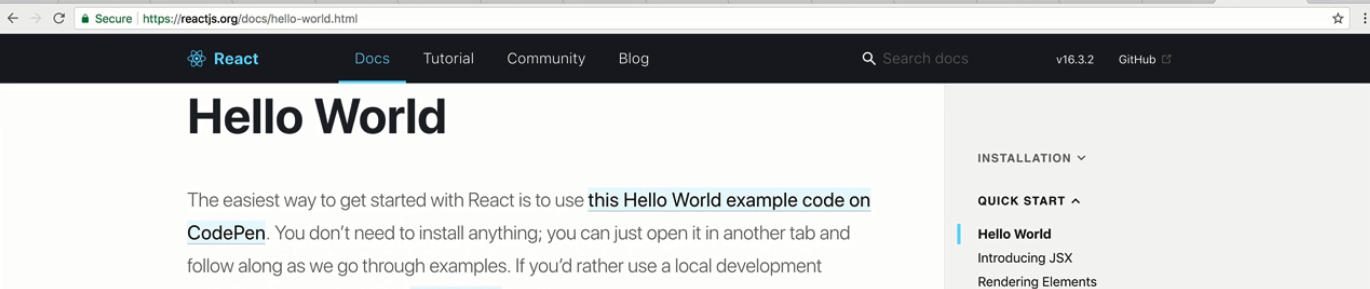 Secure https://reactjs.org/docs/hello-world.html
React Docs Tutorial Community Blog Search docs v16.3.2 GitHub
Hello World
The easiest way to get started with React is to use this Hello World example code on
CodePen. You don’t need to install anything; you can just open it in another tab and
follow along as we go through examples. If you’d rather use a local development
INSTALLATION
QUICK START
Hello World
Introducing JSX
Rendering Elements